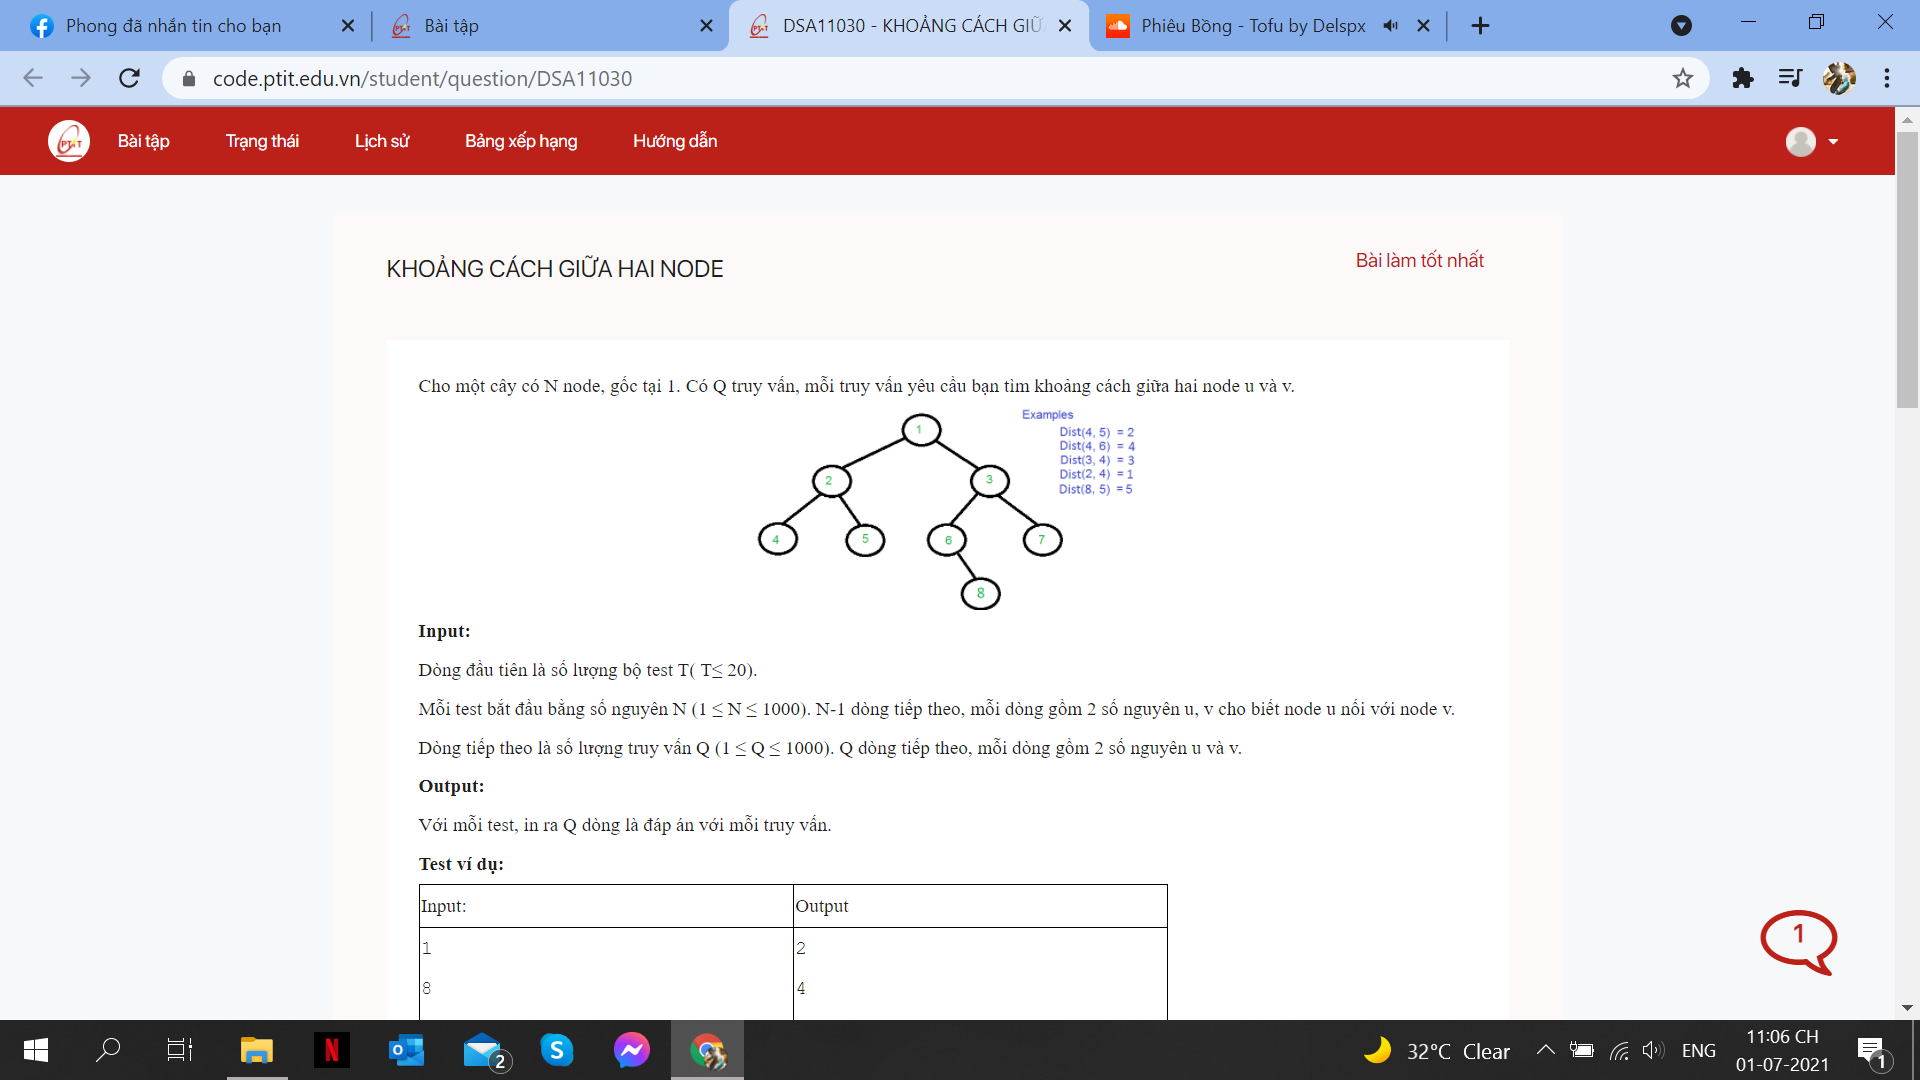 Phong đã nhắn tin cho bạn
Bài tập
DSA11030 - KHOẢNG CÁCH GIỮ
Phiêu Bồng - Tofu by Delspx
code.ptit.edu.vn/student/question/DSA11030
PTIT
Bài tập
Trạng thái
Lịch sử
Bảng xếp hạng
Hướng dẫn
KHOẢNG CÁCH GIỮA HAI NODE
Bài làm tốt nhất
Cho một cây có N node, gốc tại 1. Có Q truy vấn, mỗi truy vấn yêu cầu bạn tìm khoảng cách giữa hai node u và v.
Examples
Dist(4, 5) = 2
Dist(4, 6) = 4
Dist(3, 4) = 3
Dist(2, 4) = 1
Dist(8, 5) = 5
1
2 3
4 5 6 7
8
Input:
Dòng đầu tiên là số lượng bộ test T( T≤ 20).
Mỗi test bắt đầu bằng số nguyên N (1 ≤ N ≤ 1000). N-1 dòng tiếp theo, mỗi dòng gồm 2 số nguyên u, v cho biết node u nối với node v.
Dòng tiếp theo là số lượng truy vấn Q (1 ≤ Q ≤ 1000). Q dòng tiếp theo, mỗi dòng gồm 2 số nguyên u và v.
Output:
Với mỗi test, in ra Q dòng là đáp án với mỗi truy vấn.
Test ví dụ:
Input: Output
1 2
8 4
1
N
2
S
32°C Clear
ENG
11:06 CH
01-07-2021
1